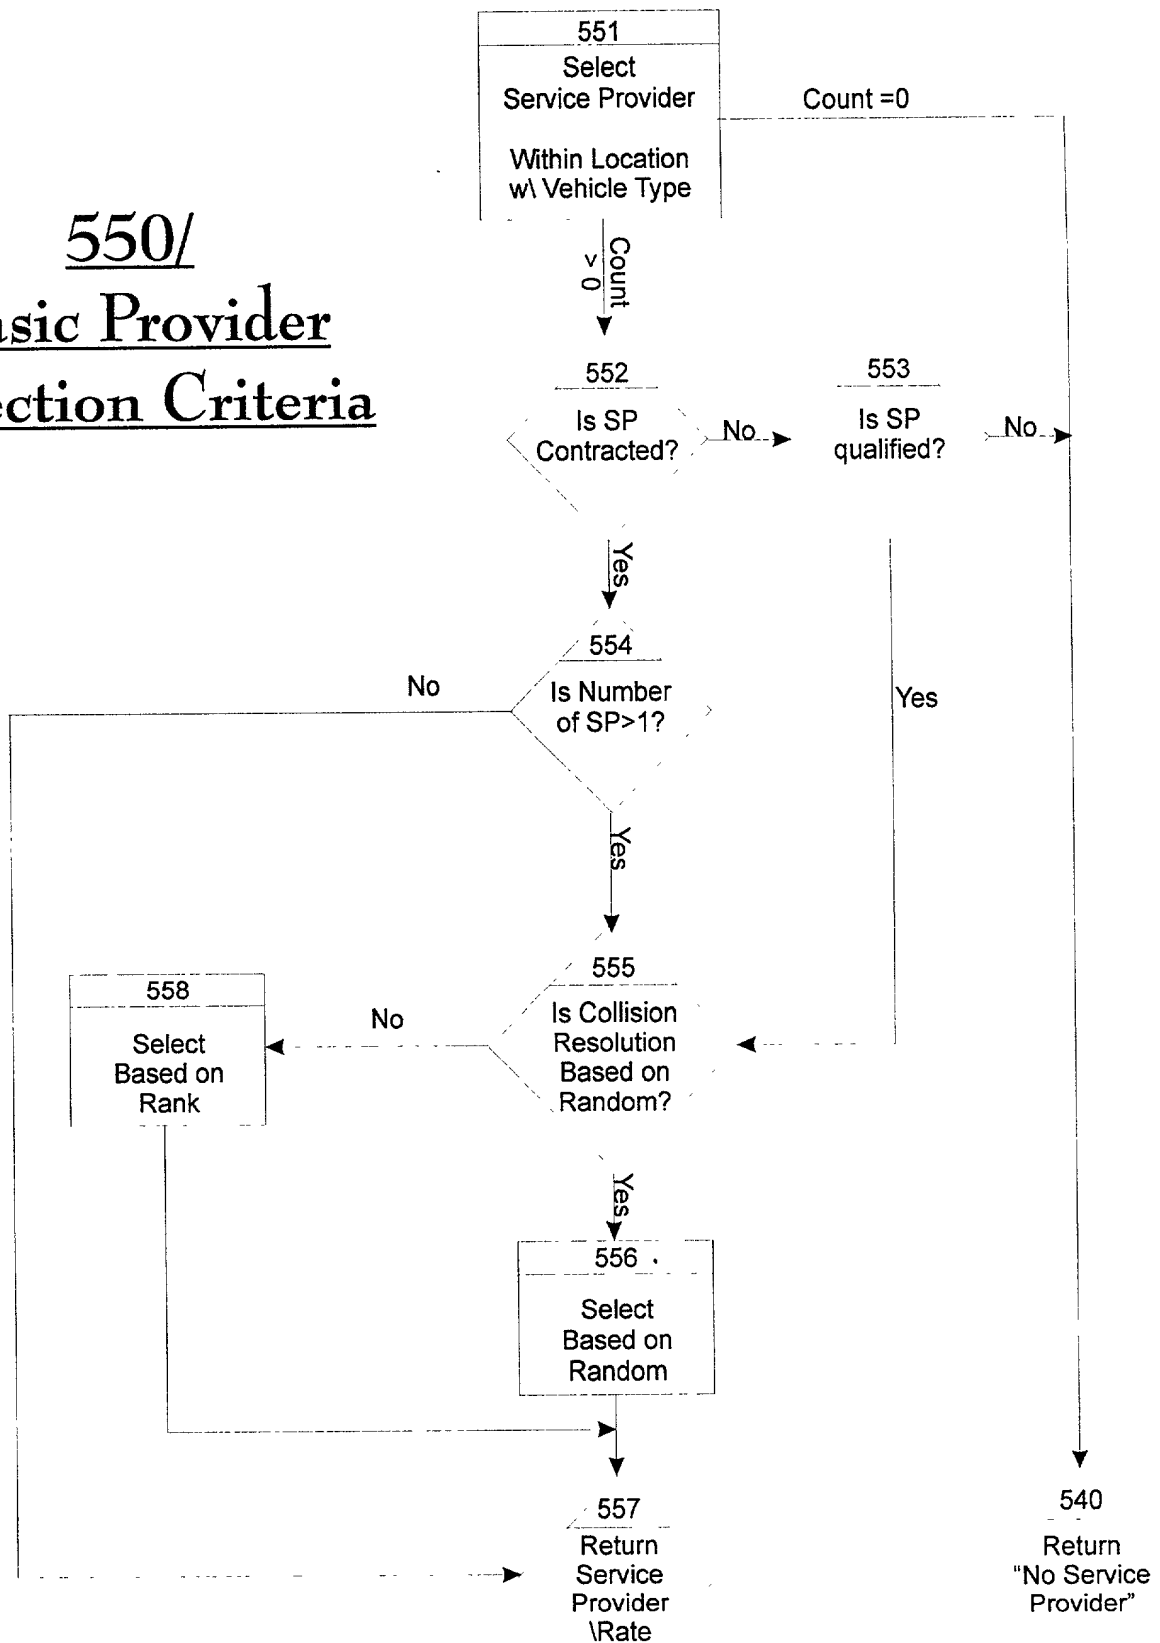 550/
asic Provider
ection Criteria
551
Select
Service Provider
Within Location
w\ Vehicle Type
Count =0
Count
> 0
552
Is SP
Contracted?
No
553
Is SP
qualified?
No
Yes
Yes
554
Is Number
of SP>1?
No
Yes
555
Is Collision
Resolution
Based on
Random?
No
558
Select
Based on
Rank
Yes
556
Select
Based on
Random
557
Return
Service
Provider
\Rate
540
Return
"No Service
Provider"